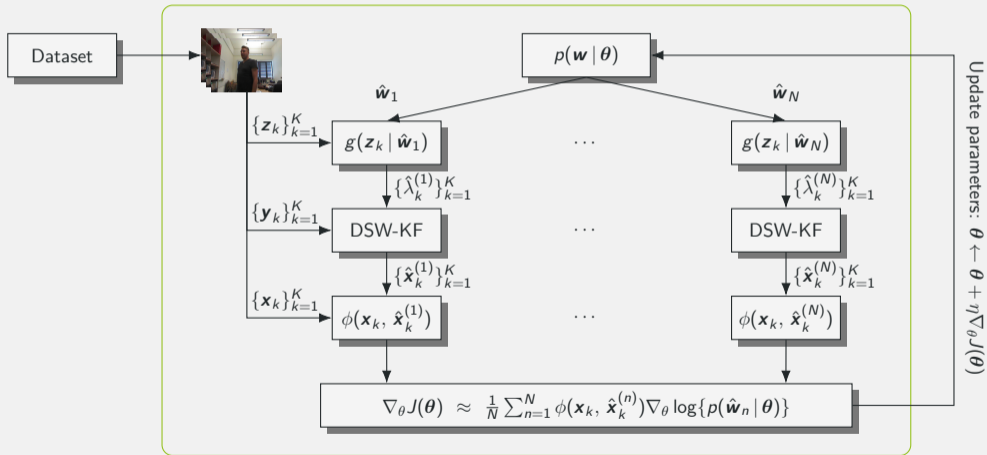 Dataset
p(w | θ)
ŵ₁
ŵ_N
{z_k}_{k=1}^K
g(z_k | ŵ₁)
...
g(z_k | ŵ_N)
{λ̂_k^{(1)}}_{k=1}^K
{λ̂_k^{(N)}}_{k=1}^K
{y_k}_{k=1}^K
DSW-KF
...
DSW-KF
{x̂_k^{(1)}}_{k=1}^K
{x̂_k^{(N)}}_{k=1}^K
{x_k}_{k=1}^K
ϕ(x_k, x̂_k^{(1)})
...
ϕ(x_k, x̂_k^{(N)})
∇_θ J(θ) ≈ 1/N ∑_{n=1}^N ϕ(x_k, x̂_k^{(n)})∇_θ log{p(ŵ_n | θ)}
Update parameters: θ ← θ + η∇_θ J(θ)